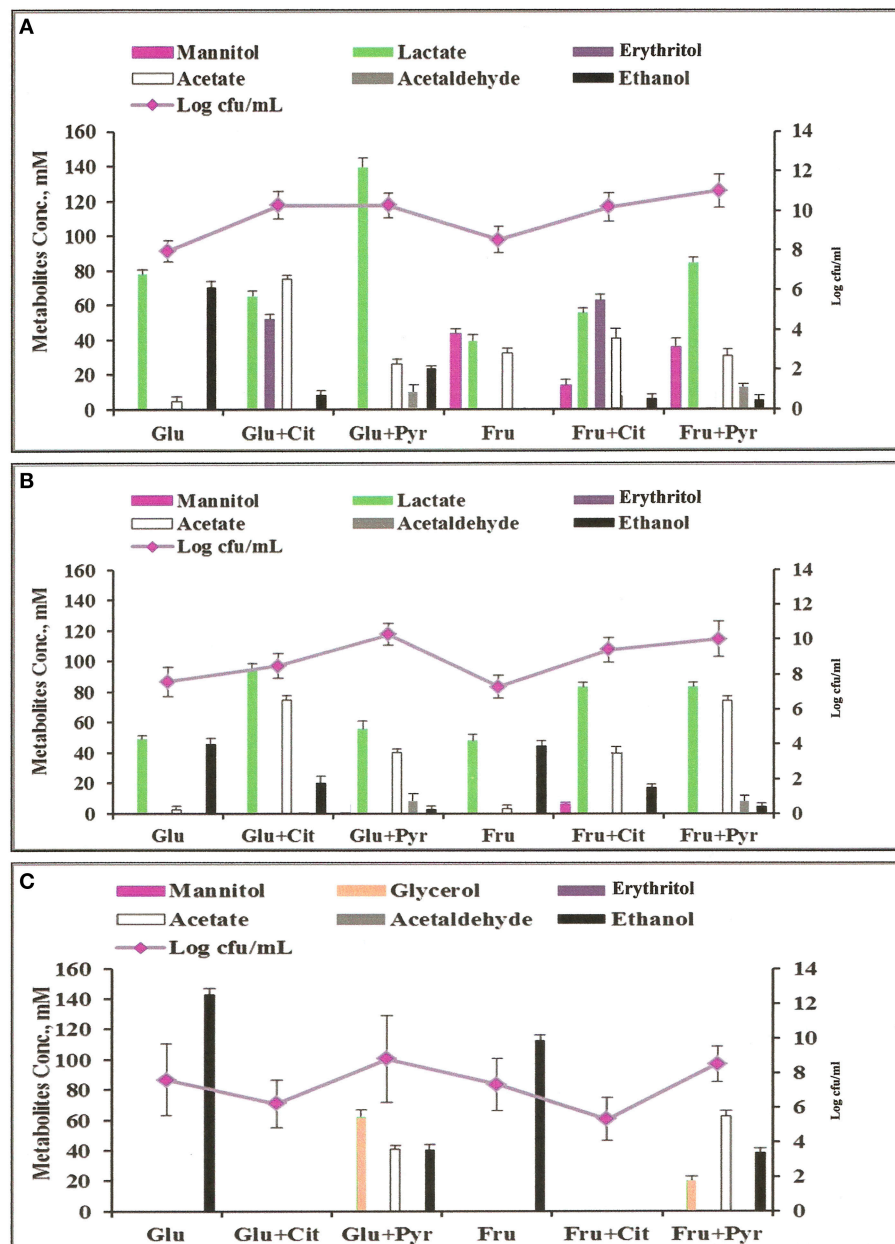 A
Mannitol Lactate Erythritol
Acetate Acetaldehyde Ethanol
Log cfu/mL
Metabolites Conc., mM
160
140
120
100
80
60
40
20
0
14
12
10
8
6
4
2
0
Log cfu/ml
Glu Glu+Cit Glu+Pyr Fru Fru+Cit Fru+Pyr
B
Mannitol Lactate Erythritol
Acetate Acetaldehyde Ethanol
Log cfu/mL
Metabolites Conc., mM
160
140
120
100
80
60
40
20
0
14
12
10
8
6
4
2
0
Log cfu/ml
Glu Glu+Cit Glu+Pyr Fru Fru+Cit Fru+Pyr
C
Mannitol Glycerol Erythritol
Acetate Acetaldehyde Ethanol
Log cfu/mL
Metabolites Conc., mM
160
140
120
100
80
60
40
20
0
14
12
10
8
6
4
2
0
Log cfu/ml
Glu Glu+Cit Glu+Pyr Fru Fru+Cit Fru+Pyr